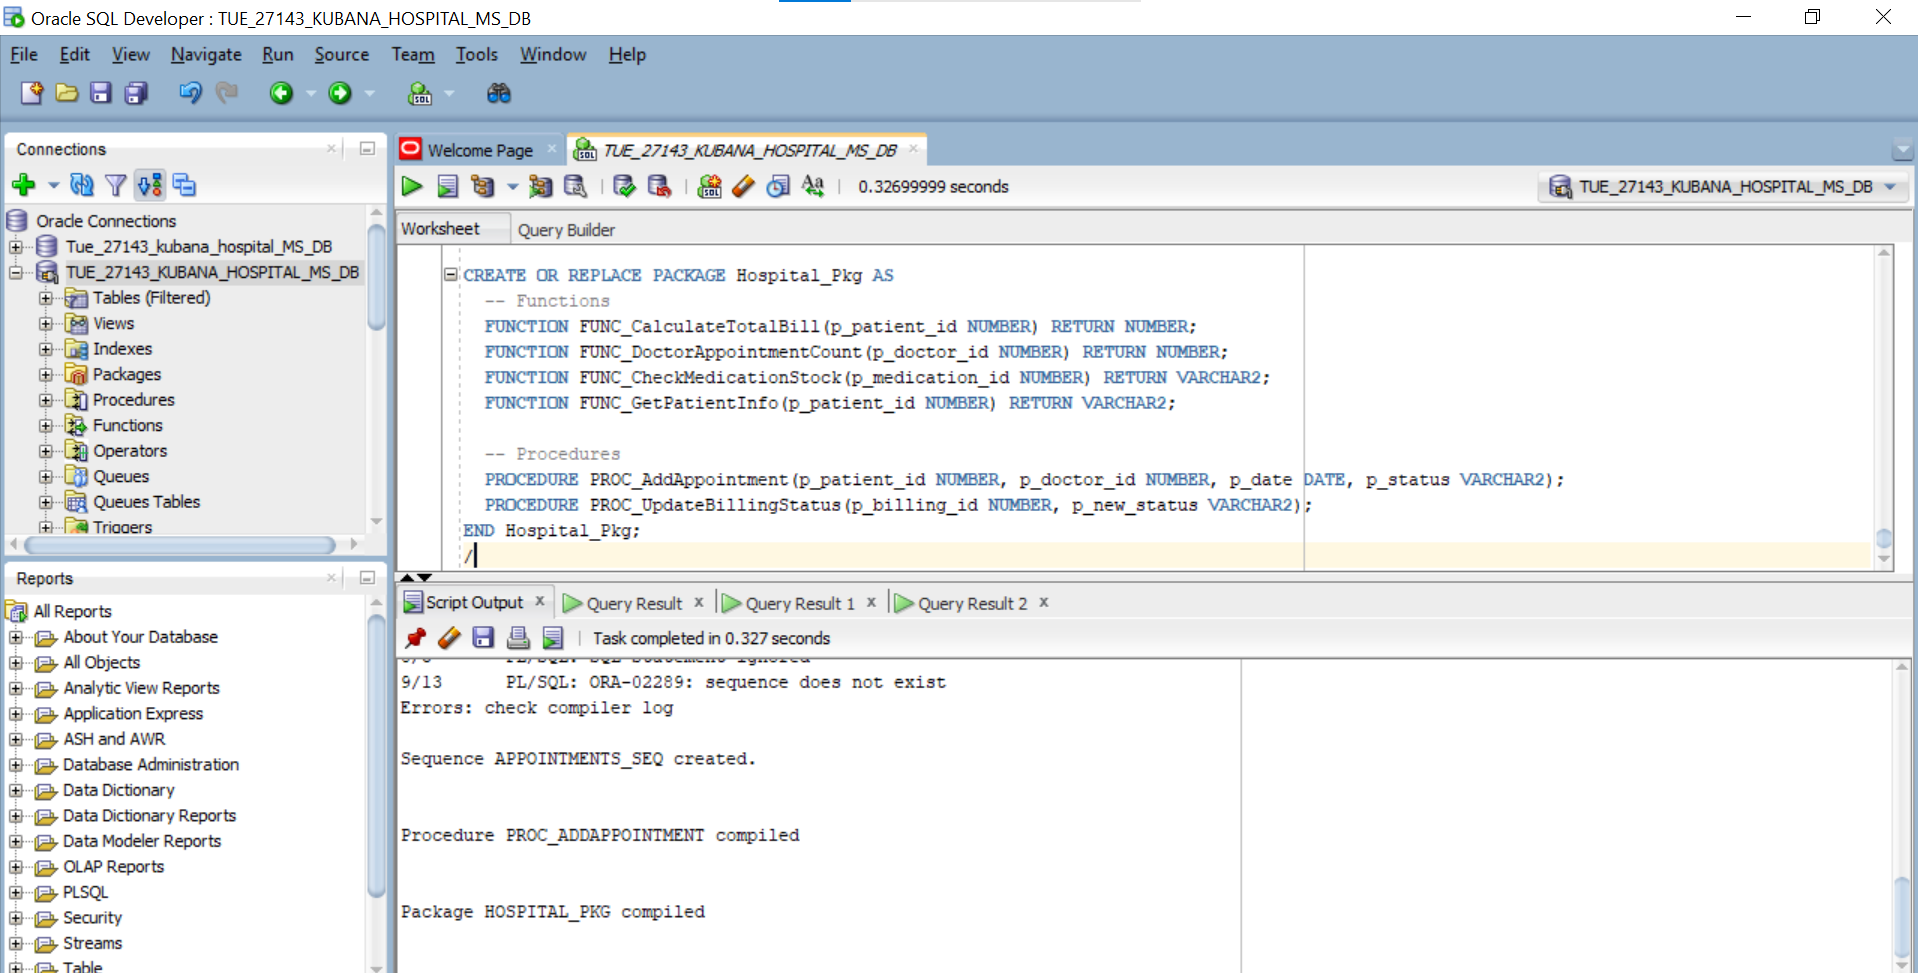 Oracle SQL Developer : TUE_27143_KUBANA_HOSPITAL_MS_DB
File Edit View Navigate Run Source Team Tools Window Help
SQL
Connections
Oracle Connections
Tue_27143_kubana_hospital_MS_DB
TUE_27143_KUBANA_HOSPITAL_MS_DB
Tables (Filtered)
Views
Indexes
Packages
Procedures
Functions
Operators
Queues
Queues Tables
Triggers
Reports
All Reports
About Your Database
All Objects
Analytic View Reports
Application Express
ASH and AWR
Database Administration
Data Dictionary
Data Dictionary Reports
Data Modeler Reports
OLAP Reports
PLSQL
Security
Streams
Table
Welcome Page
TUE_27143_KUBANA_HOSPITAL_MS_DB
0.32699999 seconds
TUE_27143_KUBANA_HOSPITAL_MS_DB
Worksheet Query Builder
CREATE OR REPLACE PACKAGE Hospital_Pkg AS
-- Functions
FUNCTION FUNC_CalculateTotalBill(p_patient_id NUMBER) RETURN NUMBER;
FUNCTION FUNC_DoctorAppointmentCount(p_doctor_id NUMBER) RETURN NUMBER;
FUNCTION FUNC_CheckMedicationStock(p_medication_id NUMBER) RETURN VARCHAR2;
FUNCTION FUNC_GetPatientInfo(p_patient_id NUMBER) RETURN VARCHAR2;
-- Procedures
PROCEDURE PROC_AddAppointment(p_patient_id NUMBER, p_doctor_id NUMBER, p_date DATE, p_status VARCHAR2);
PROCEDURE PROC_UpdateBillingStatus(p_billing_id NUMBER, p_new_status VARCHAR2);
END Hospital_Pkg;
/
Script Output Query Result Query Result 1 Query Result 2
Task completed in 0.327 seconds
PL/SQL: SQL Statement ignored
9/13 PL/SQL: ORA-02289: sequence does not exist
Errors: check compiler log
Sequence APPOINTMENTS_SEQ created.
Procedure PROC_ADDAPPOINTMENT compiled
Package HOSPITAL_PKG compiled